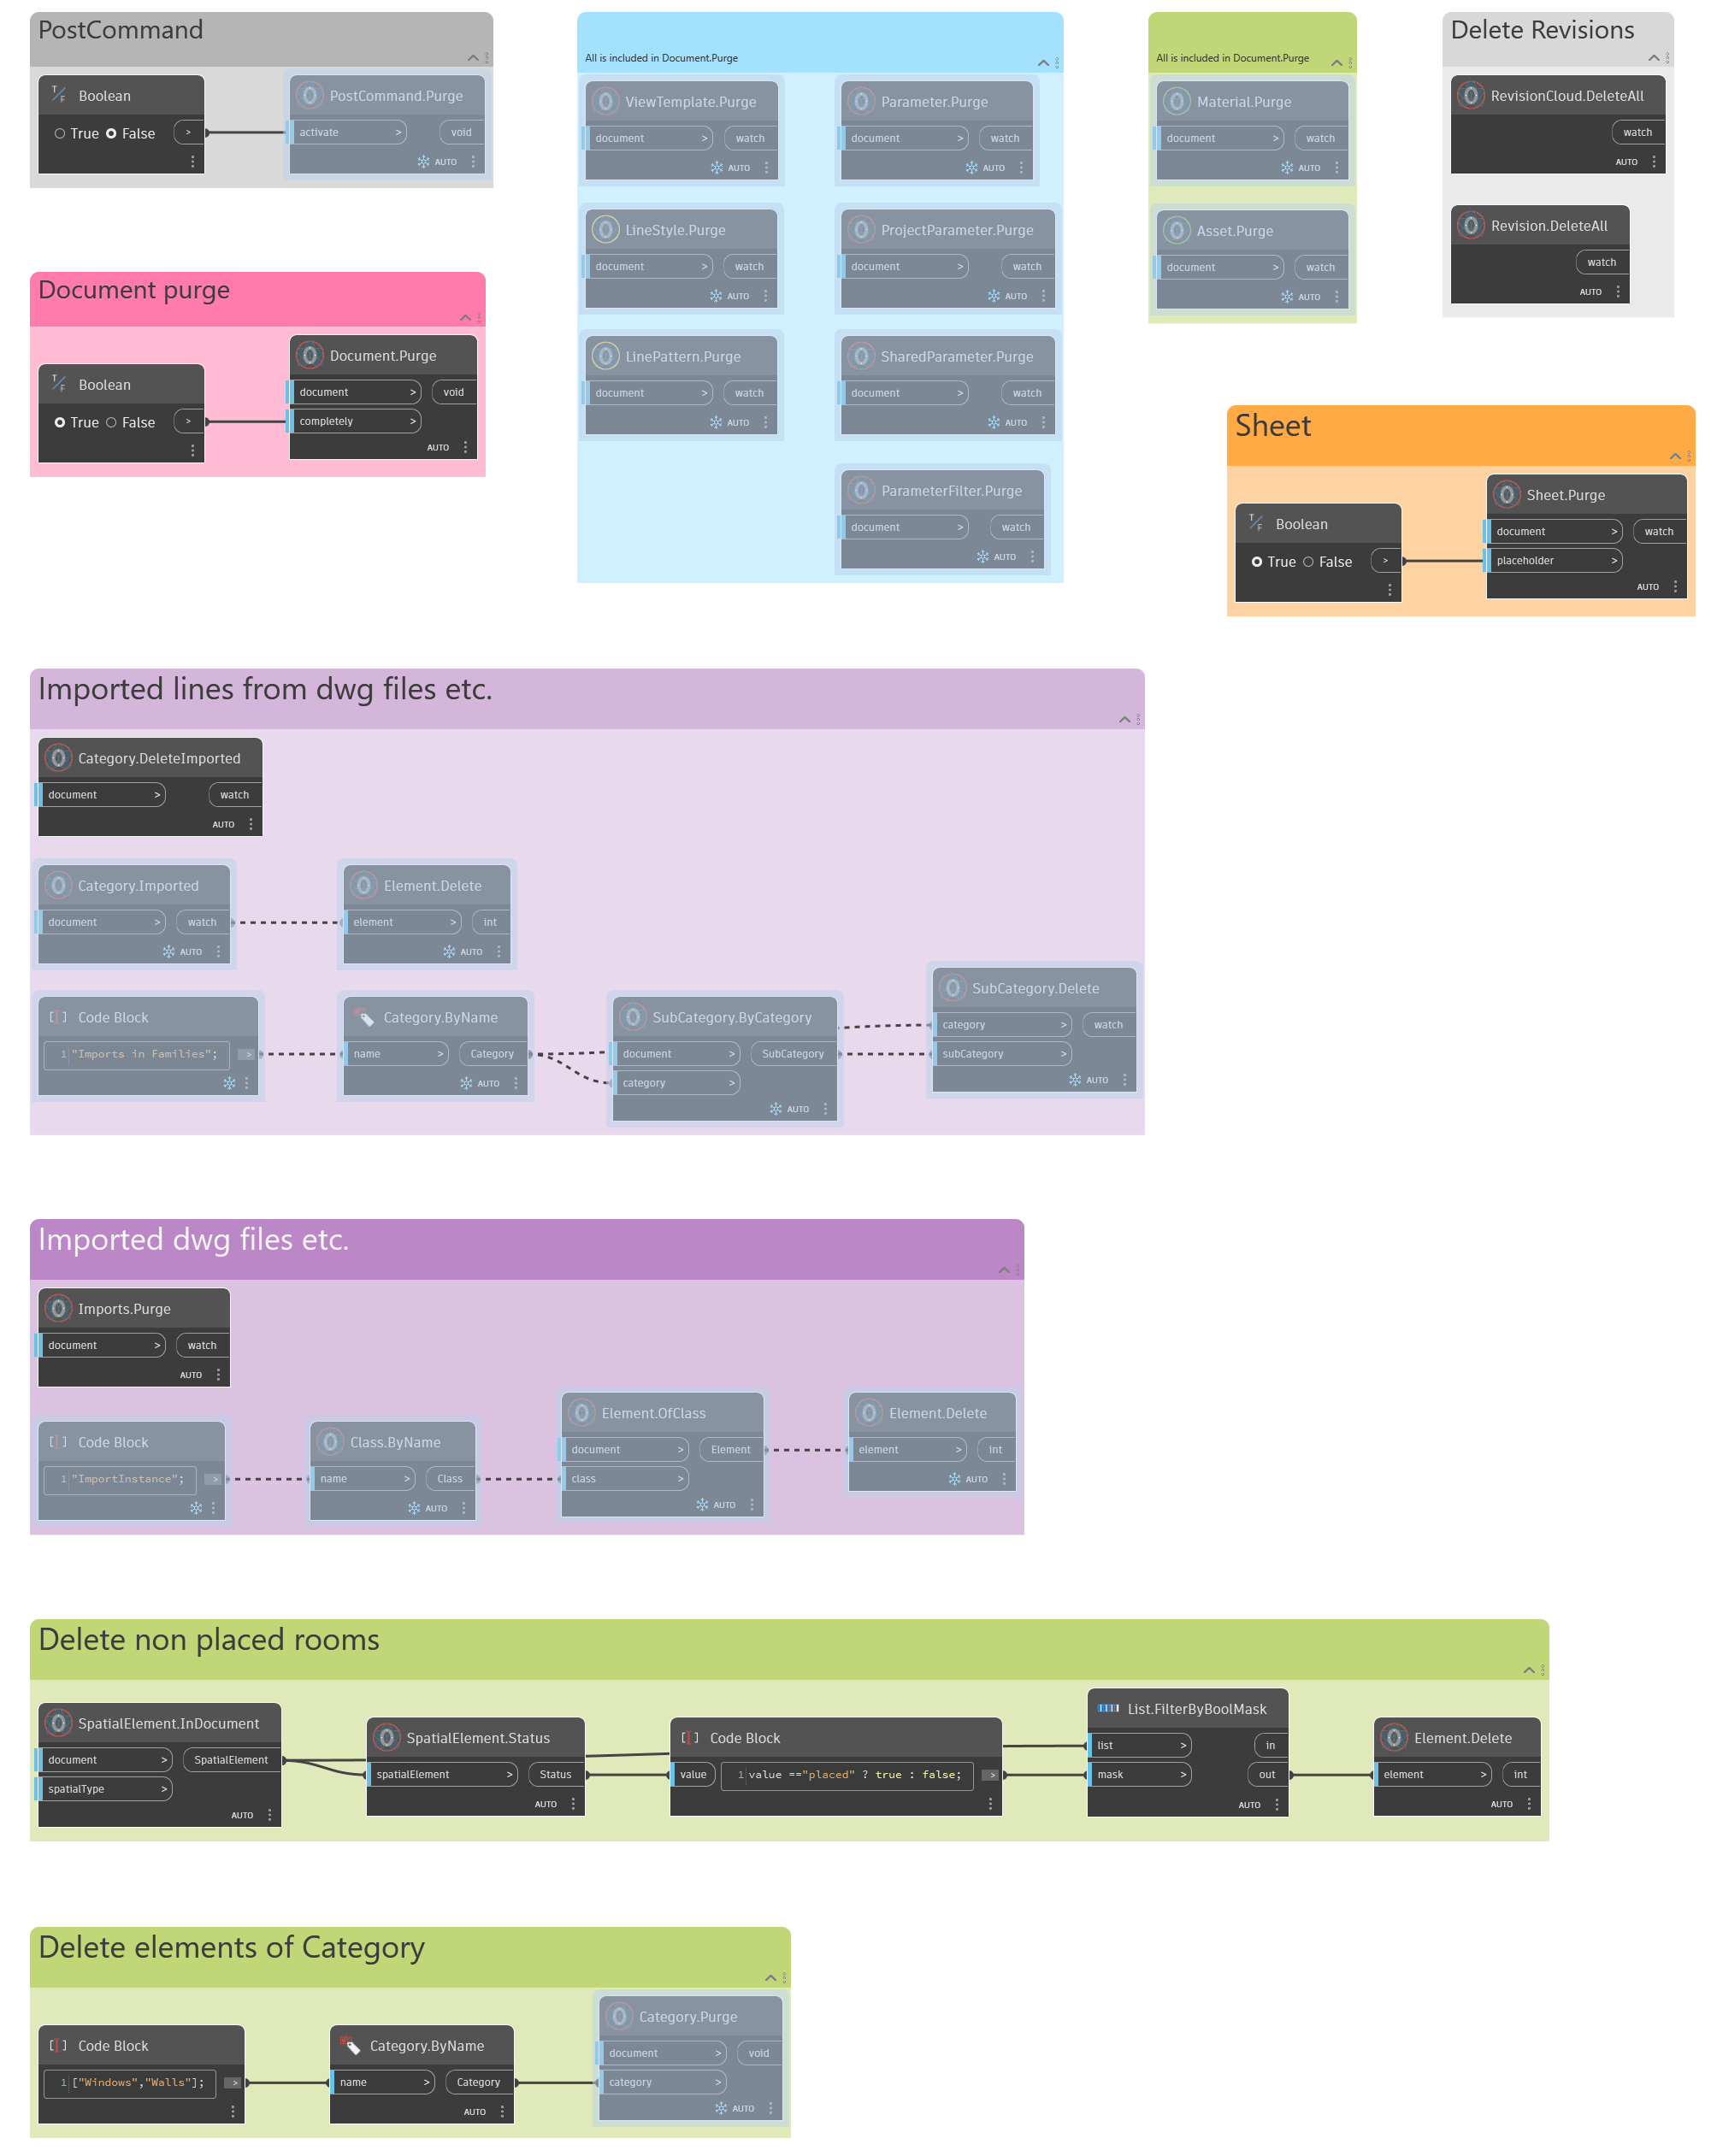 PostCommand
Boolean
True False >
PostCommand.Purge
activate > void
AUTO
All is included in Document.Purge
ViewTemplate.Purge
document > watch
AUTO
Parameter.Purge
document > watch
AUTO
LineStyle.Purge
document > watch
AUTO
ProjectParameter.Purge
document > watch
AUTO
LinePattern.Purge
document > watch
AUTO
SharedParameter.Purge
document > watch
AUTO
ParameterFilter.Purge
document > watch
AUTO
All is included in Document.Purge
Material.Purge
document > watch
AUTO
Asset.Purge
document > watch
AUTO
Delete Revisions
RevisionCloud.DeleteAll
watch
AUTO
Revision.DeleteAll
watch
AUTO
Document purge
Boolean
True False >
Document.Purge
document > void
completely >
AUTO
Sheet
Boolean
True False >
Sheet.Purge
document > watch
placeholder >
AUTO
Imported lines from dwg files etc.
Category.DeleteImported
document > watch
AUTO
Category.Imported
document > watch
AUTO
Element.Delete
element > int
AUTO
Code Block
1 "Imports in Families"; >
Category.ByName
name > Category
AUTO
SubCategory.ByCategory
document > SubCategory
category >
AUTO
SubCategory.Delete
category > watch
subCategory >
AUTO
Imported dwg files etc.
Imports.Purge
document > watch
AUTO
Code Block
1 "ImportInstance"; >
Class.ByName
name > Class
AUTO
Element.OfClass
document > Element
class >
AUTO
Element.Delete
element > int
AUTO
Delete non placed rooms
SpatialElement.InDocument
document > SpatialElement
spatialType >
AUTO
SpatialElement.Status
spatialElement > Status
AUTO
Code Block
value 1 value =="placed" ? true : false; >
List.FilterByBoolMask
list > in
mask > out
AUTO
Element.Delete
element > int
AUTO
Delete elements of Category
Code Block
1 ["Windows","Walls"]; >
Category.ByName
name > Category
AUTO
Category.Purge
document > void
category >
AUTO